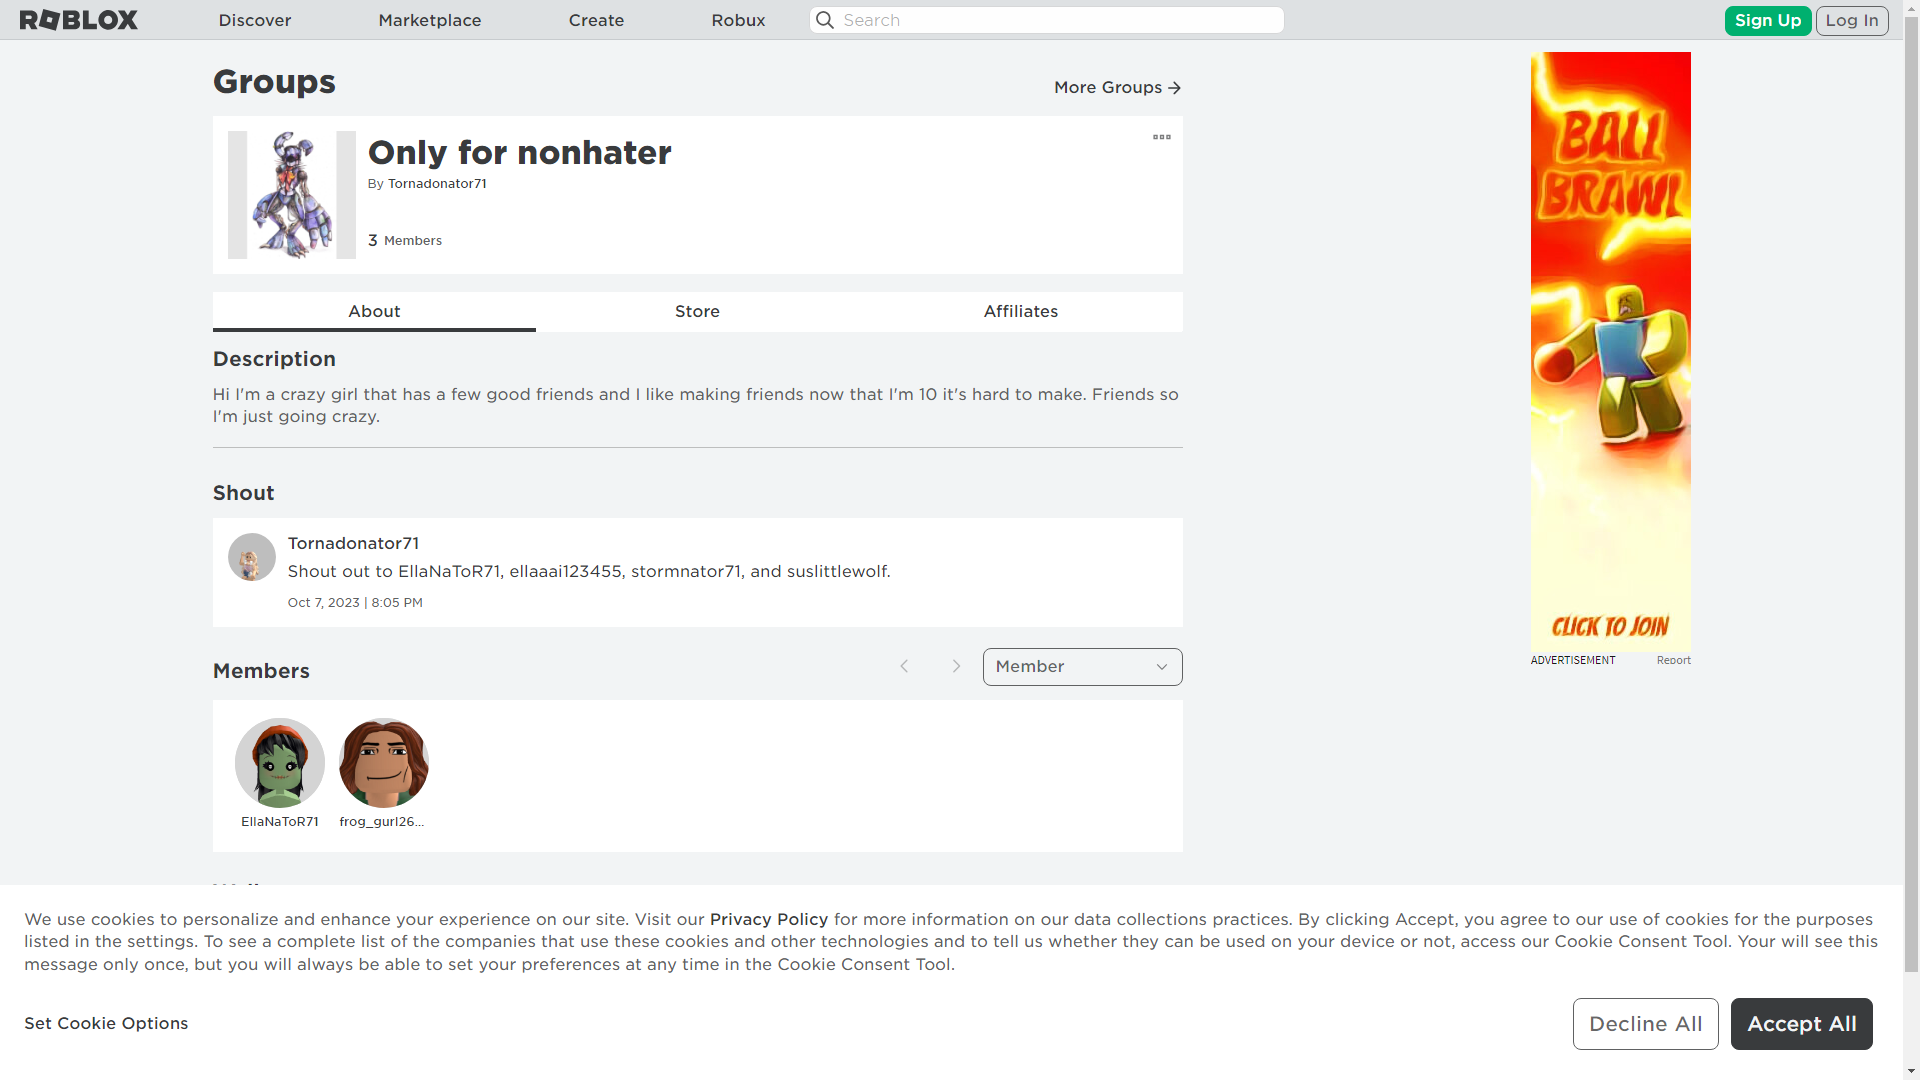 ROBLOX
Discover
Marketplace
Create
Robux
Search
Sign Up
Log In
Groups
More Groups
Only for nonhater
By Tornadonator71
3 Members
About
Store
Affiliates
Description
Hi I'm a crazy girl that has a few good friends and I like making friends now that I'm 10 it's hard to make. Friends so
I'm just going crazy.
Shout
Tornadonator71
Shout out to EllaNaToR71, ellaaai123455, stormnator71, and suslittlewolf.
Oct 7, 2023 | 8:05 PM
Members
Member
EllaNaToR71
frog_gurl26...
BALL
BRAWL
CLICK TO JOIN
ADVERTISEMENT
Report
We use cookies to personalize and enhance your experience on our site. Visit our Privacy Policy for more information on our data collections practices. By clicking Accept, you agree to our use of cookies for the purposes
listed in the settings. To see a complete list of the companies that use these cookies and other technologies and to tell us whether they can be used on your device or not, access our Cookie Consent Tool. Your will see this
message only once, but you will always be able to set your preferences at any time in the Cookie Consent Tool.
Set Cookie Options
Decline All
Accept All